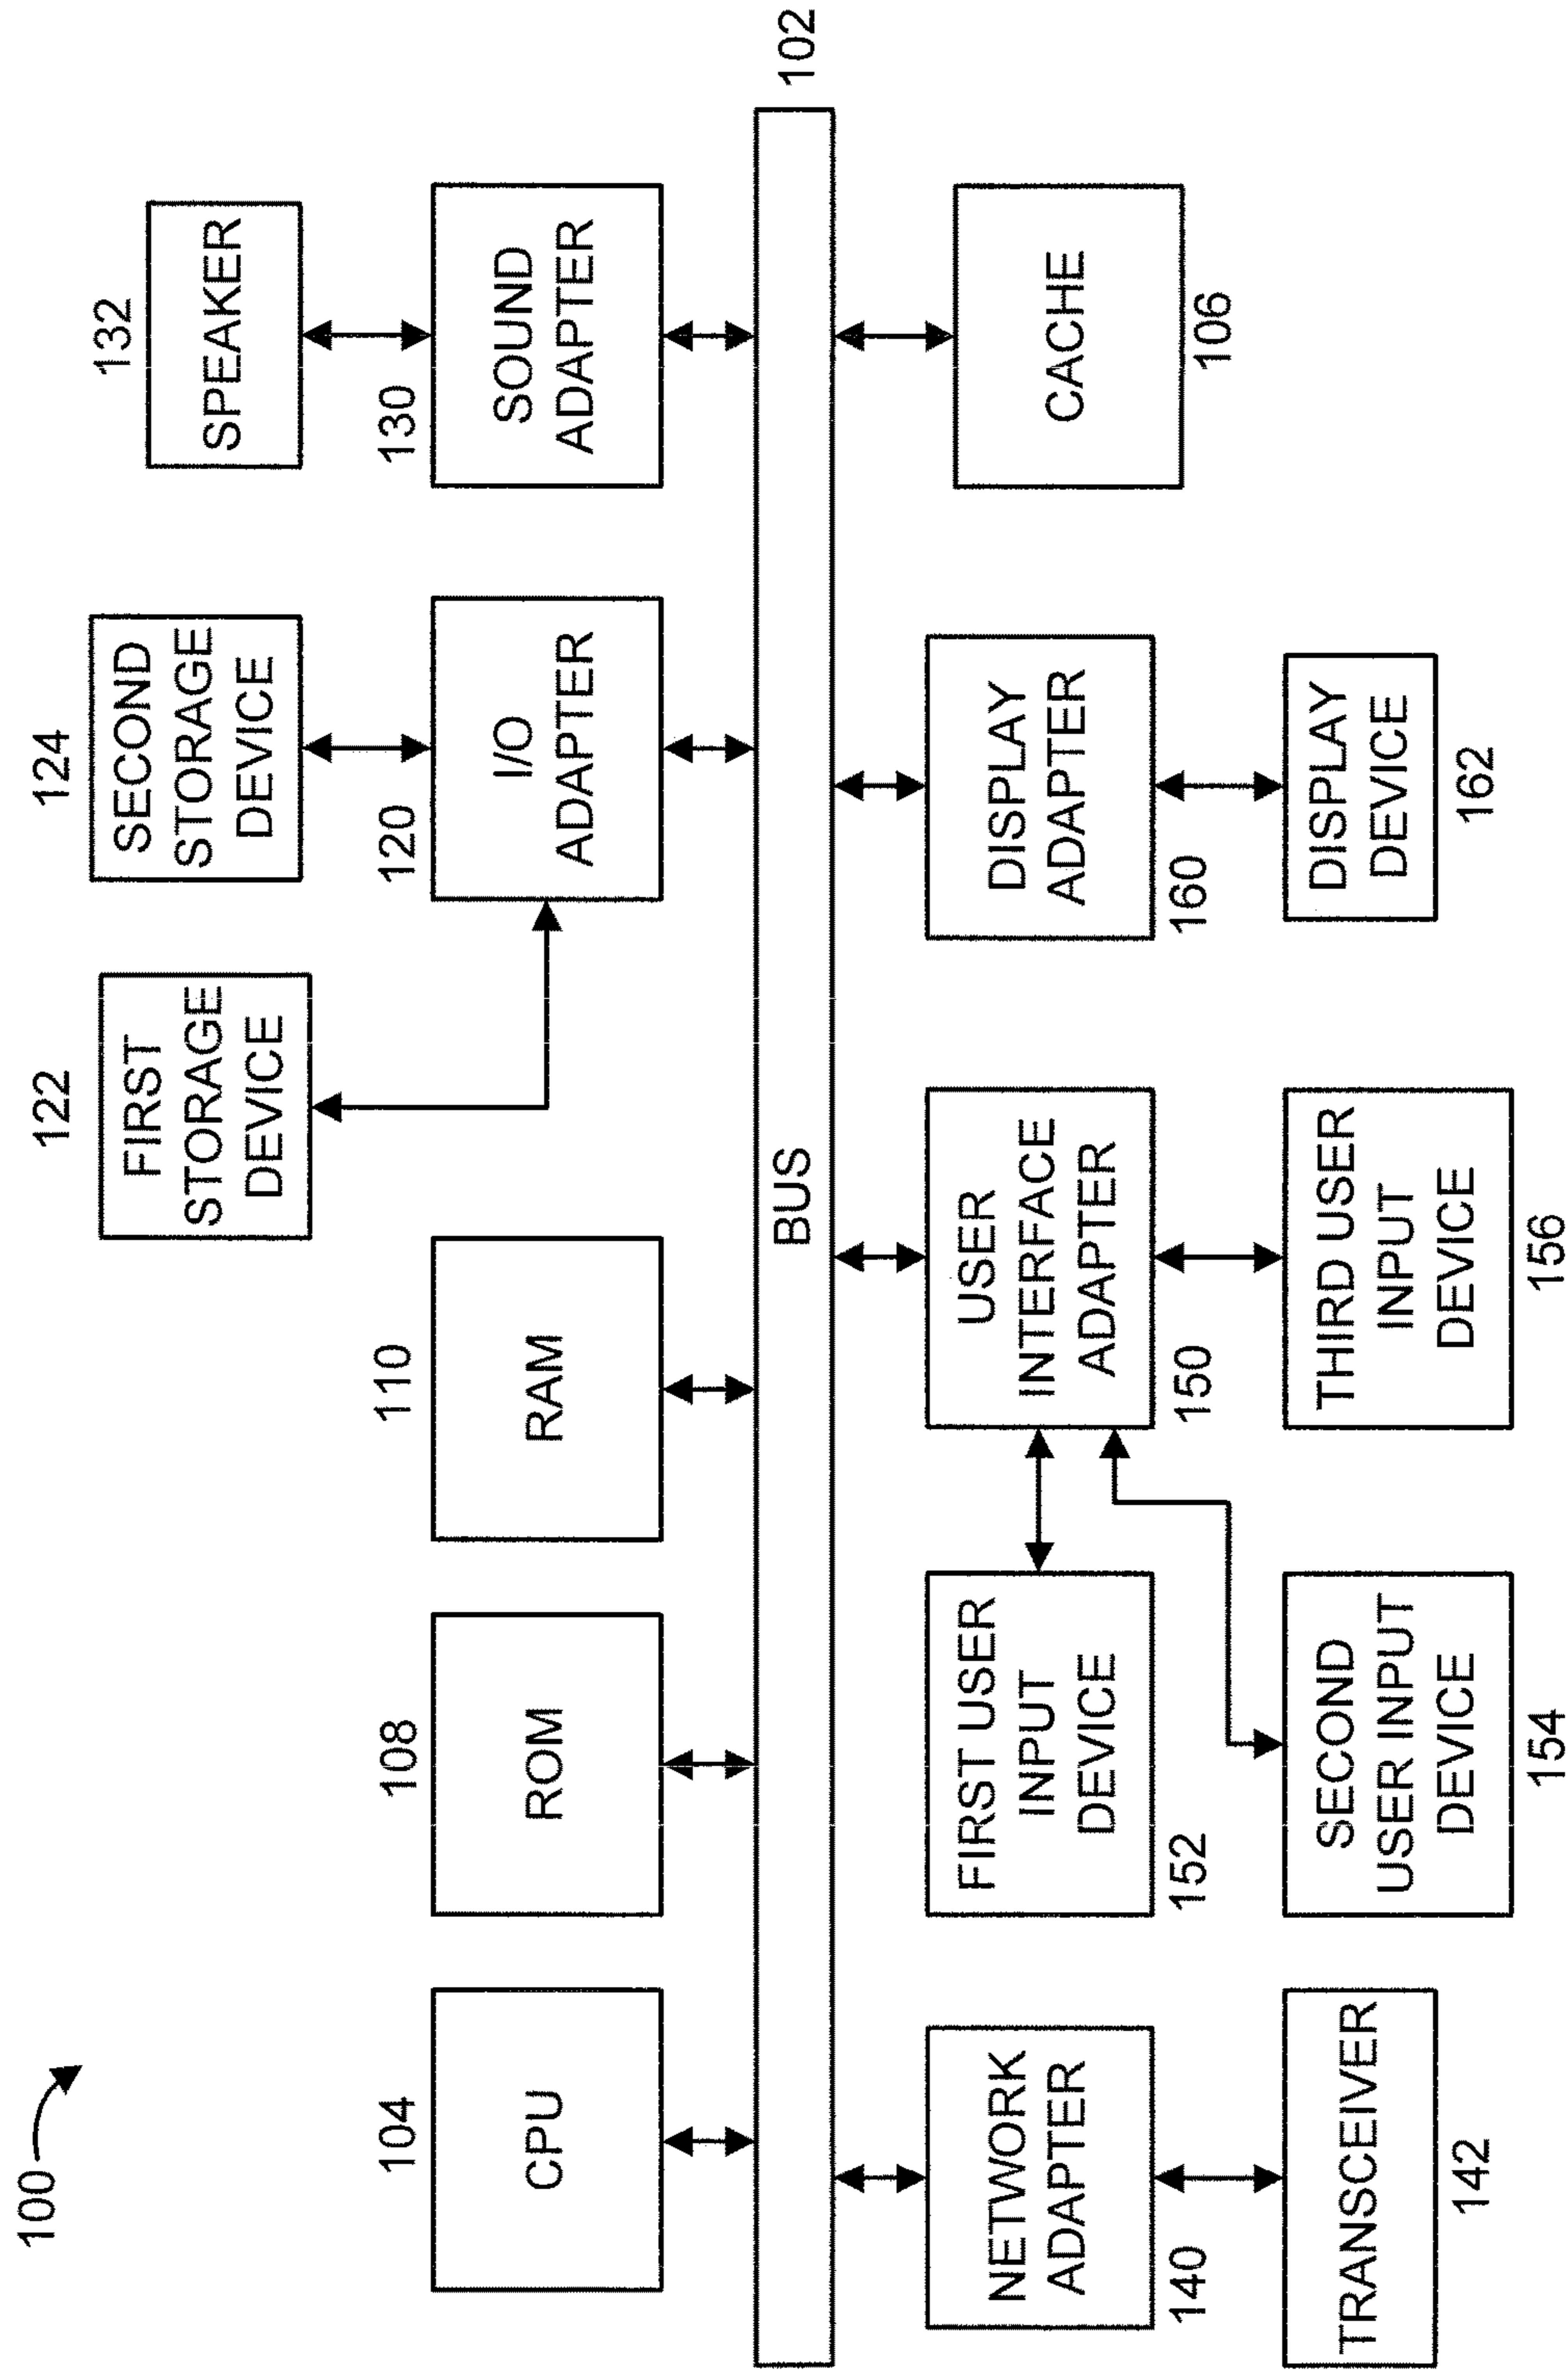 100
122
FIRST
STORAGE
DEVICE
124
SECOND
STORAGE
DEVICE
132
SPEAKER
104
CPU
108
ROM
110
RAM
120
I/O
ADAPTER
130
SOUND
ADAPTER
BUS
102
NETWORK
ADAPTER
140
FIRST USER
INPUT
DEVICE
152
USER
INTERFACE
ADAPTER
150
DISPLAY
ADAPTER
160
CACHE
106
TRANSCEIVER
142
SECOND
USER INPUT
DEVICE
154
THIRD USER
INPUT
DEVICE
156
DISPLAY
DEVICE
162